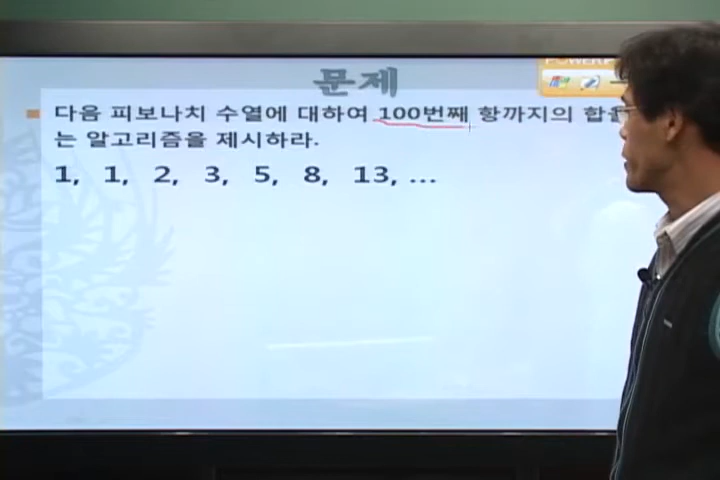 문제
다음 피보나치 수열에 대하여 100번째 항까지의
는 알고리즘을 제시하라.
1, 1, 2, 3, 5, 8, 13, ...